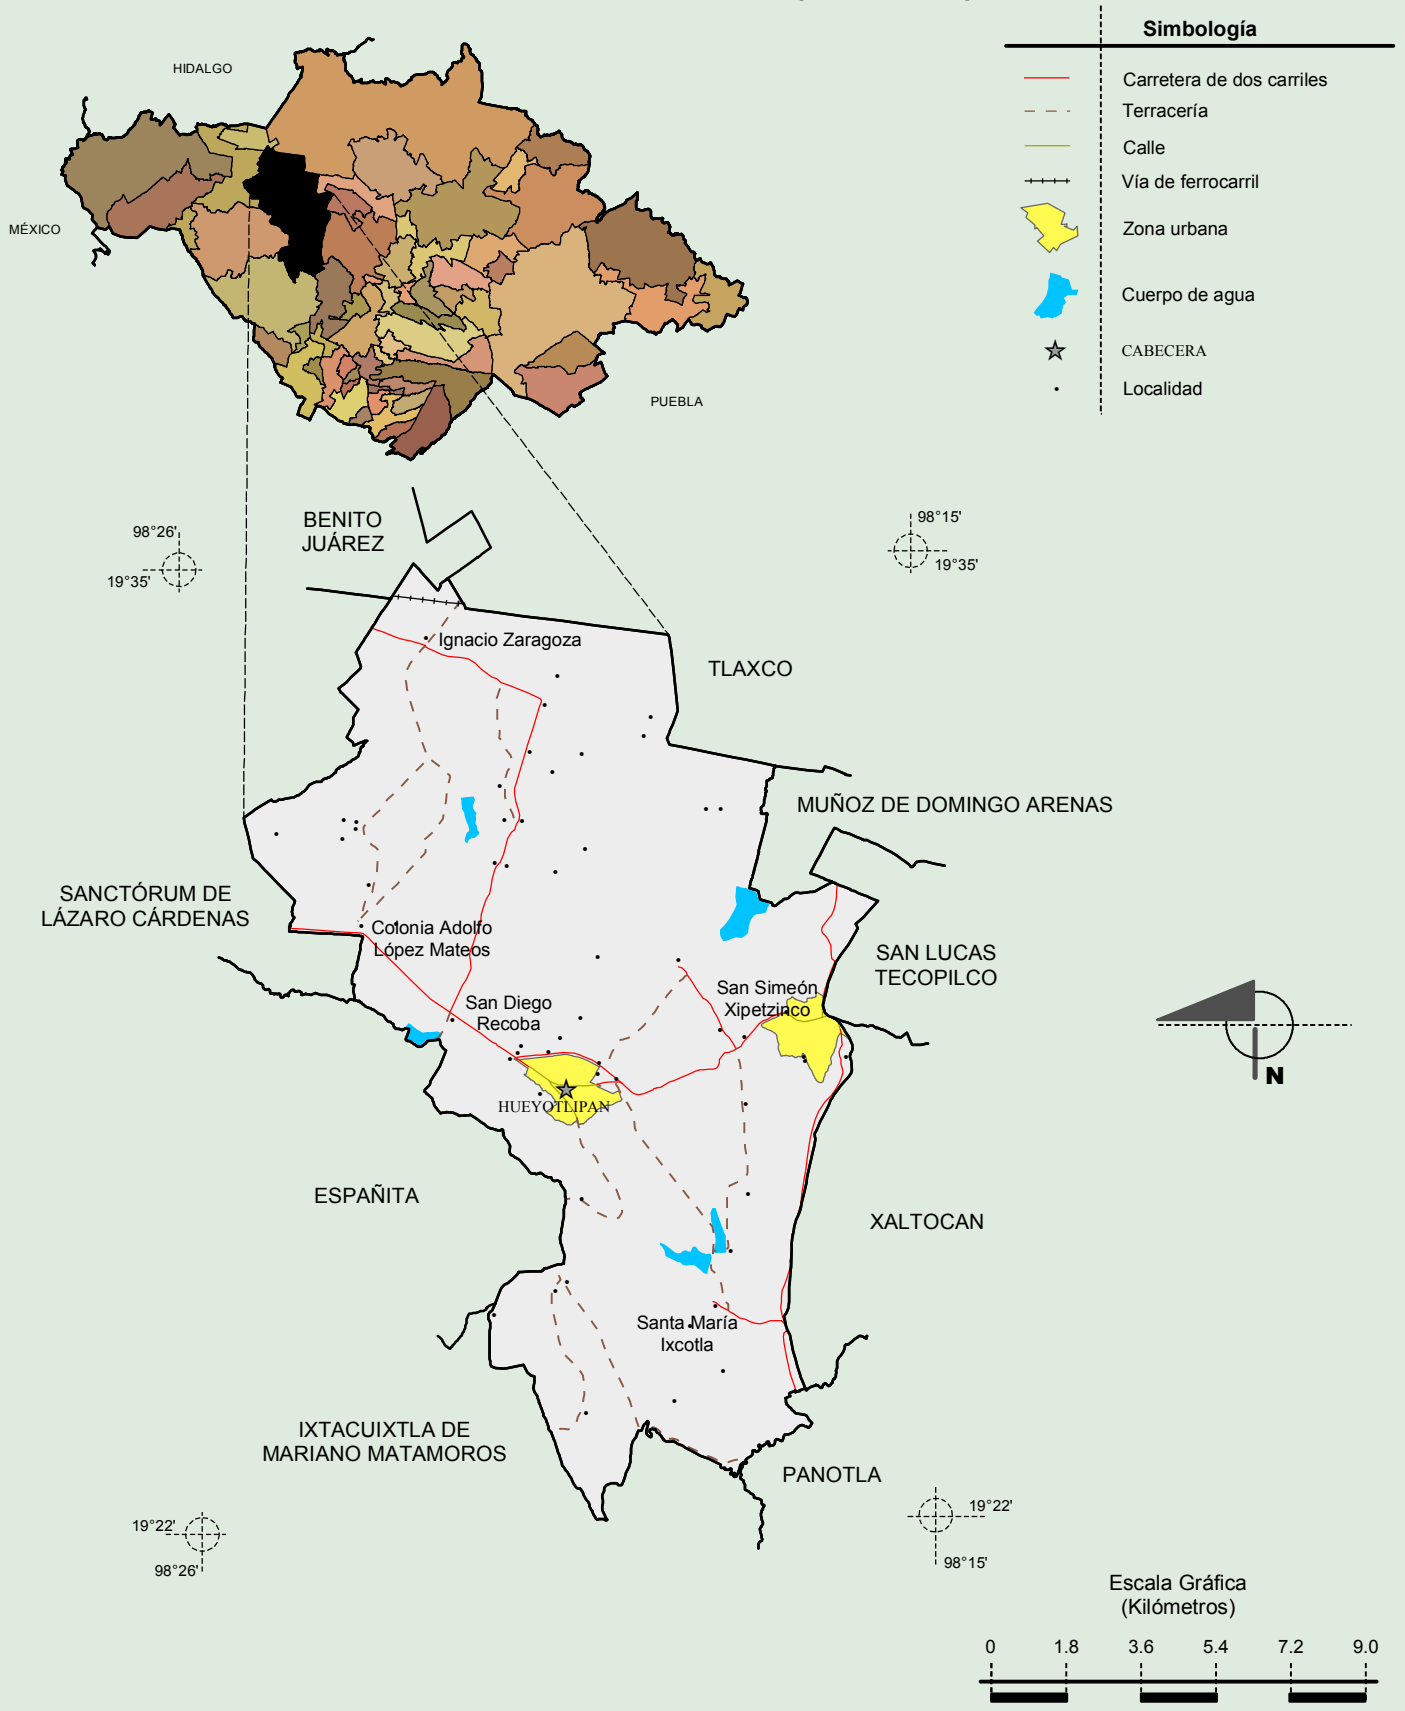 Simbología
Carretera de dos carriles
Terracería
Calle
Vía de ferrocarril
Zona urbana
Cuerpo de agua
CABECERA
Localidad
HIDALGO
MÉXICO
PUEBLA
98°26'
19°35'
98°15'
19°35'
BENITO
JUÁREZ
Ignacio Zaragoza
TLAXCO
MUÑOZ DE DOMINGO ARENAS
SANCTÓRUM DE
LÁZARO CÁRDENAS
Colonia Adolfo
López Mateos
SAN LUCAS
TECOPILCO
San Simeón
Xipetzinco
San Diego
Recoba
HUEYOTLIPAN
N
ESPAÑITA
XALTOCAN
Santa María
Ixcotla
IXTACUIXTLA DE
MARIANO MATAMOROS
PANOTLA
19°22'
98°26'
19°22'
98°15'
Escala Gráfica
(Kilómetros)
0 1.8 3.6 5.4 7.2 9.0